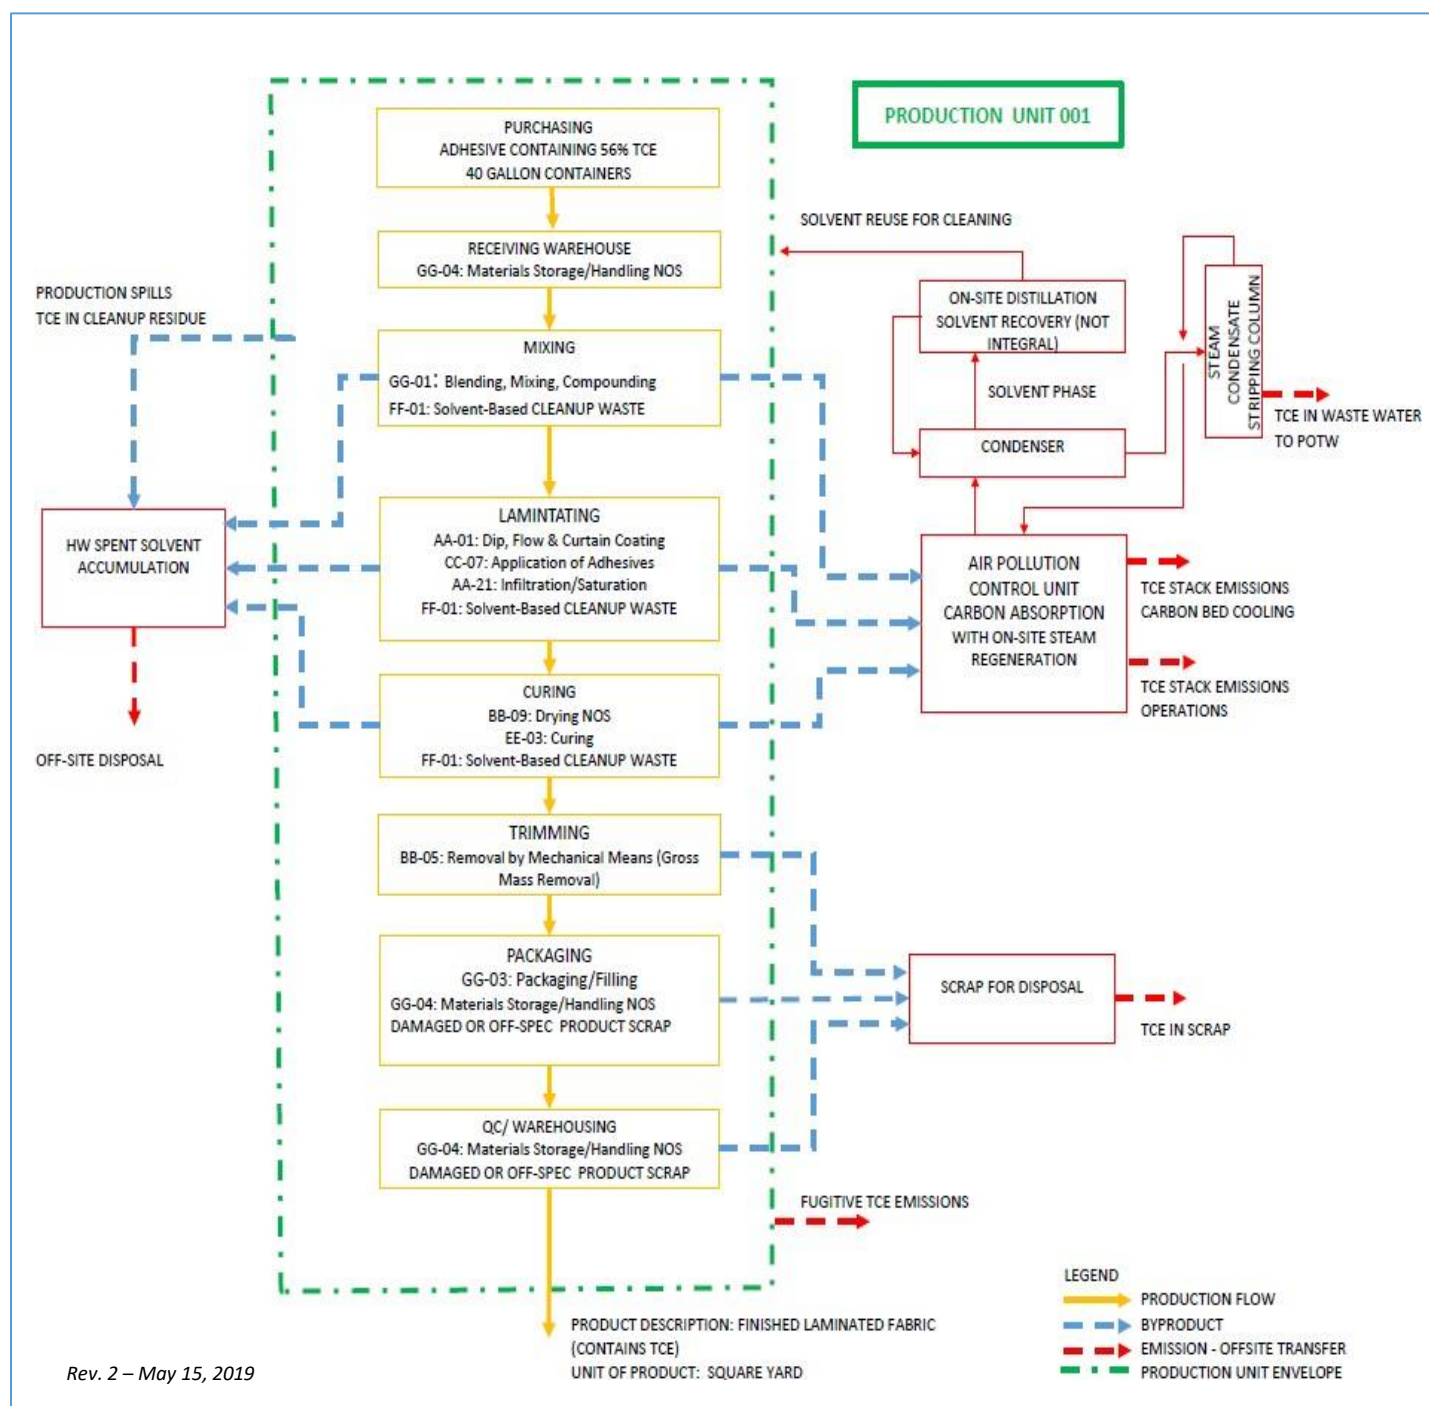 PRODUCTION UNIT 001
PURCHASING
ADHESIVE CONTAINING 56% TCE
40 GALLON CONTAINERS
SOLVENT REUSE FOR CLEANING
RECEIVING WAREHOUSE
GG-04: Materials Storage/Handling NOS
PRODUCTION SPILLS
TCE IN CLEANUP RESIDUE
ON-SITE DISTILLATION
SOLVENT RECOVERY (NOT
INTEGRAL)
STEAM
CONDENSATE
STRIPPING COLUMN
MIXING
GG-01: Blending, Mixing, Compounding
FF-01: Solvent-Based CLEANUP WASTE
SOLVENT PHASE
TCE IN WASTE WATER
TO POTW
CONDENSER
LAMINTATING
AA-01: Dip, Flow & Curtain Coating
CC-07: Application of Adhesives
AA-21: Infiltration/Saturation
FF-01: Solvent-Based CLEANUP WASTE
HW SPENT SOLVENT
ACCUMULATION
AIR POLLUTION
CONTROL UNIT
CARBON ABSORPTION
WITH ON-SITE STEAM
REGENERATION
TCE STACK EMISSIONS
CARBON BED COOLING
TCE STACK EMISSIONS
OPERATIONS
CURING
BB-09: Drying NOS
EE-03: Curing
FF-01: Solvent-Based CLEANUP WASTE
OFF-SITE DISPOSAL
TRIMMING
BB-05: Removal by Mechanical Means (Gross
Mass Removal)
PACKAGING
GG-03: Packaging/Filling
GG-04: Materials Storage/Handling NOS
DAMAGED OR OFF-SPEC PRODUCT SCRAP
SCRAP FOR DISPOSAL
TCE IN SCRAP
QC/ WAREHOUSING
GG-04: Materials Storage/Handling NOS
DAMAGED OR OFF-SPEC PRODUCT SCRAP
FUGITIVE TCE EMISSIONS
LEGEND
PRODUCTION FLOW
BYPRODUCT
EMISSION - OFFSITE TRANSFER
PRODUCTION UNIT ENVELOPE
PRODUCT DESCRIPTION: FINISHED LAMINATED FABRIC
(CONTAINS TCE)
UNIT OF PRODUCT: SQUARE YARD
Rev. 2 – May 15, 2019